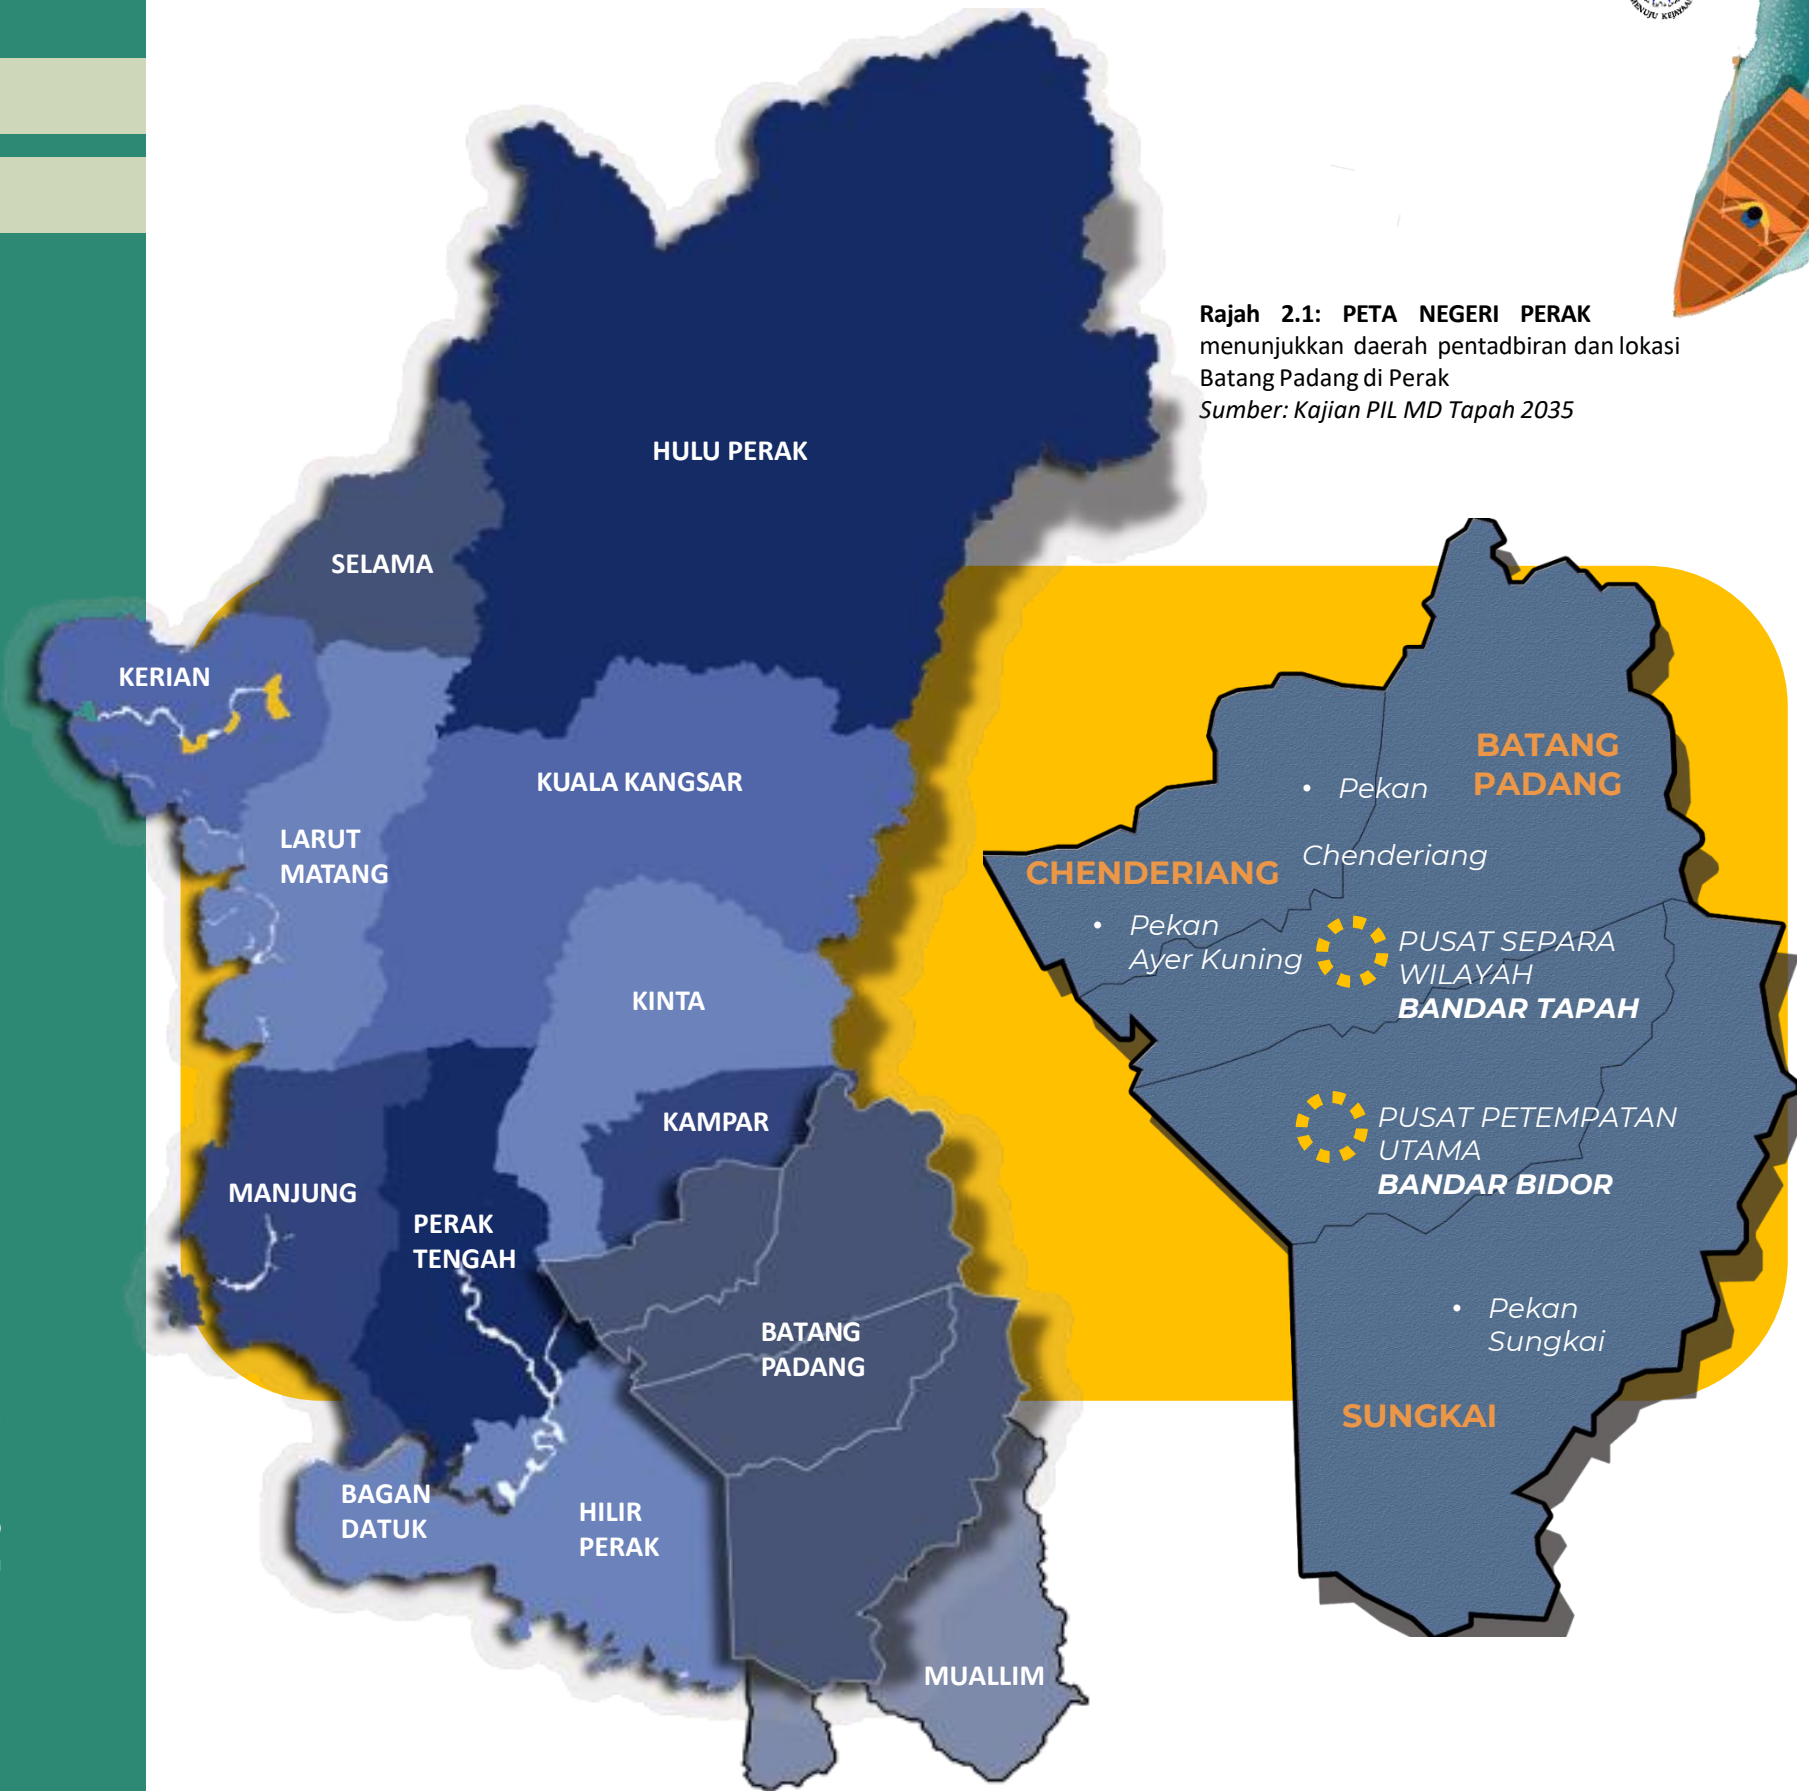 MENUJU KEJAYAAN
Rajah 2.1: PETA NEGERI PERAK
menunjukkan daerah pentadbiran dan lokasi
Batang Padang di Perak
Sumber: Kajian PIL MD Tapah 2035
HULU PERAK
SELAMA
KERIAN
KUALA KANGSAR
LARUT
MATANG
KINTA
KAMPAR
MANJUNG
PERAK
TENGAH
BATANG
PADANG
BAGAN
DATUK
HILIR
PERAK
MUALLIM
BATANG
PADANG
• Pekan
Chenderiang
CHENDERIANG
• Pekan
Ayer Kuning
PUSAT SEPARA
WILAYAH
BANDAR TAPAH
PUSAT PETEMPATAN
UTAMA
BANDAR BIDOR
• Pekan
Sungkai
SUNGKAI